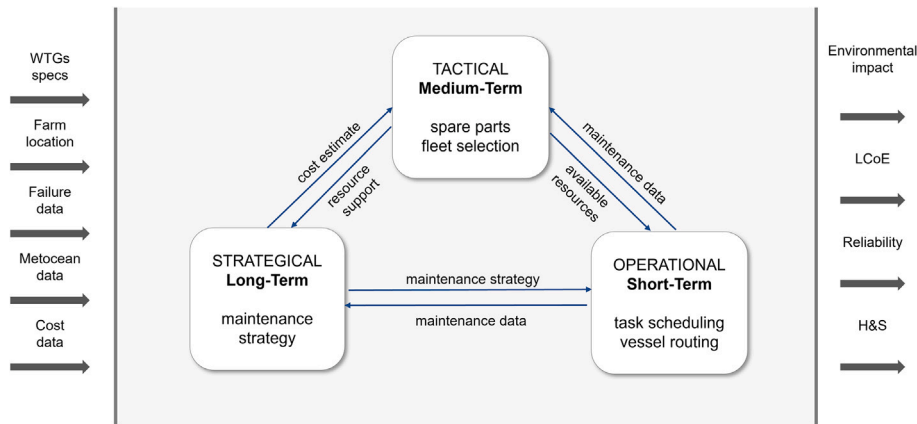 WTGs
specs
Farm
location
Failure
data
Metocean
data
Cost
data
TACTICAL
Medium-Term
spare parts
fleet selection
cost estimate
resource
support
maintenance data
available
resources
STRATEGICAL
Long-Term
maintenance
strategy
maintenance strategy
maintenance data
OPERATIONAL
Short-Term
task scheduling
vessel routing
Environmental
impact
LCoE
Reliability
H&S